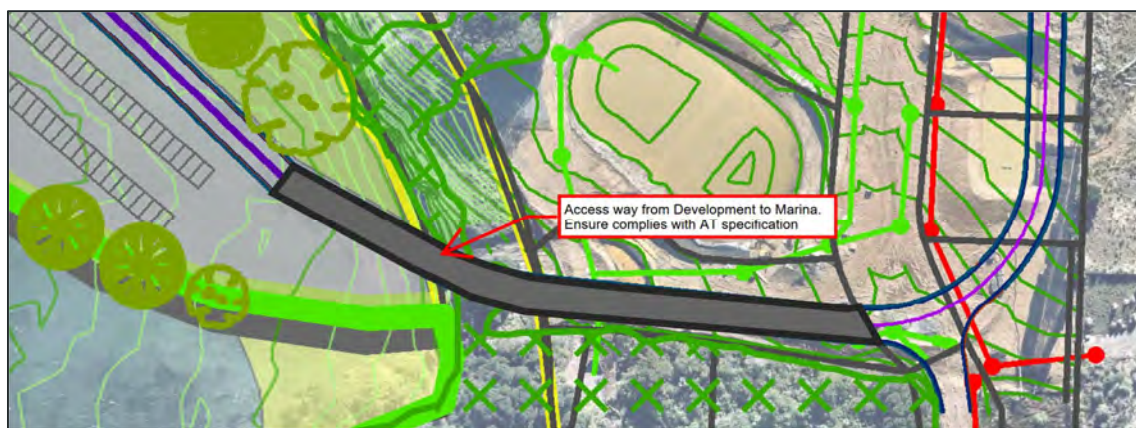 Access way from Development to Marina.
Ensure complies with AT specification